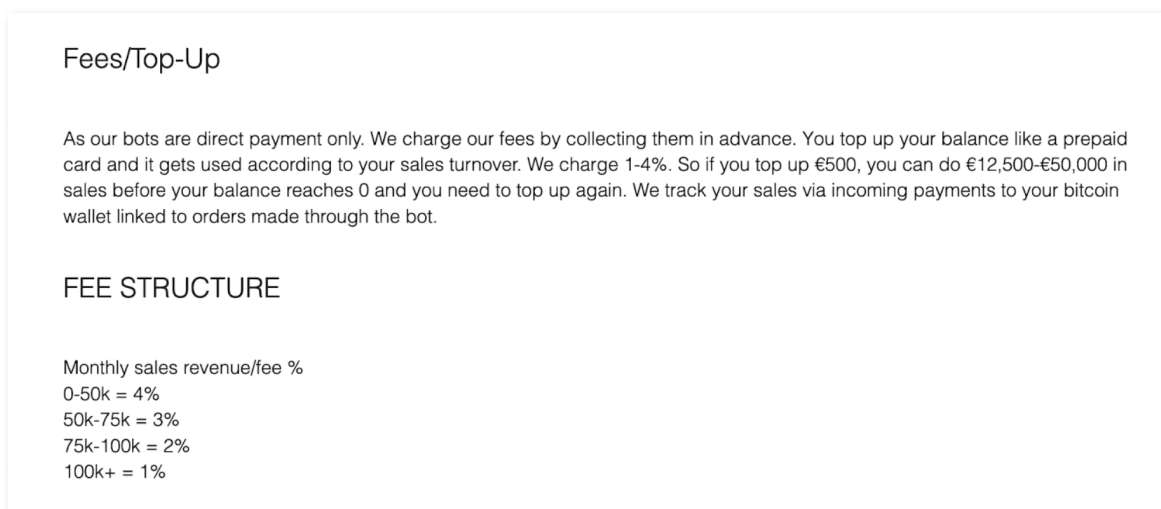 Fees/Top-Up
As our bots are direct payment only. We charge our fees by collecting them in advance. You top up your balance like a prepaid
card and it gets used according to your sales turnover. We charge 1-4%. So if you top up €500, you can do €12,500-€50,000 in
sales before your balance reaches 0 and you need to top up again. We track your sales via incoming payments to your bitcoin
wallet linked to orders made through the bot.
FEE STRUCTURE
Monthly sales revenue/fee %
0-50k = 4%
50k-75k = 3%
75k-100k = 2%
100k+ = 1%